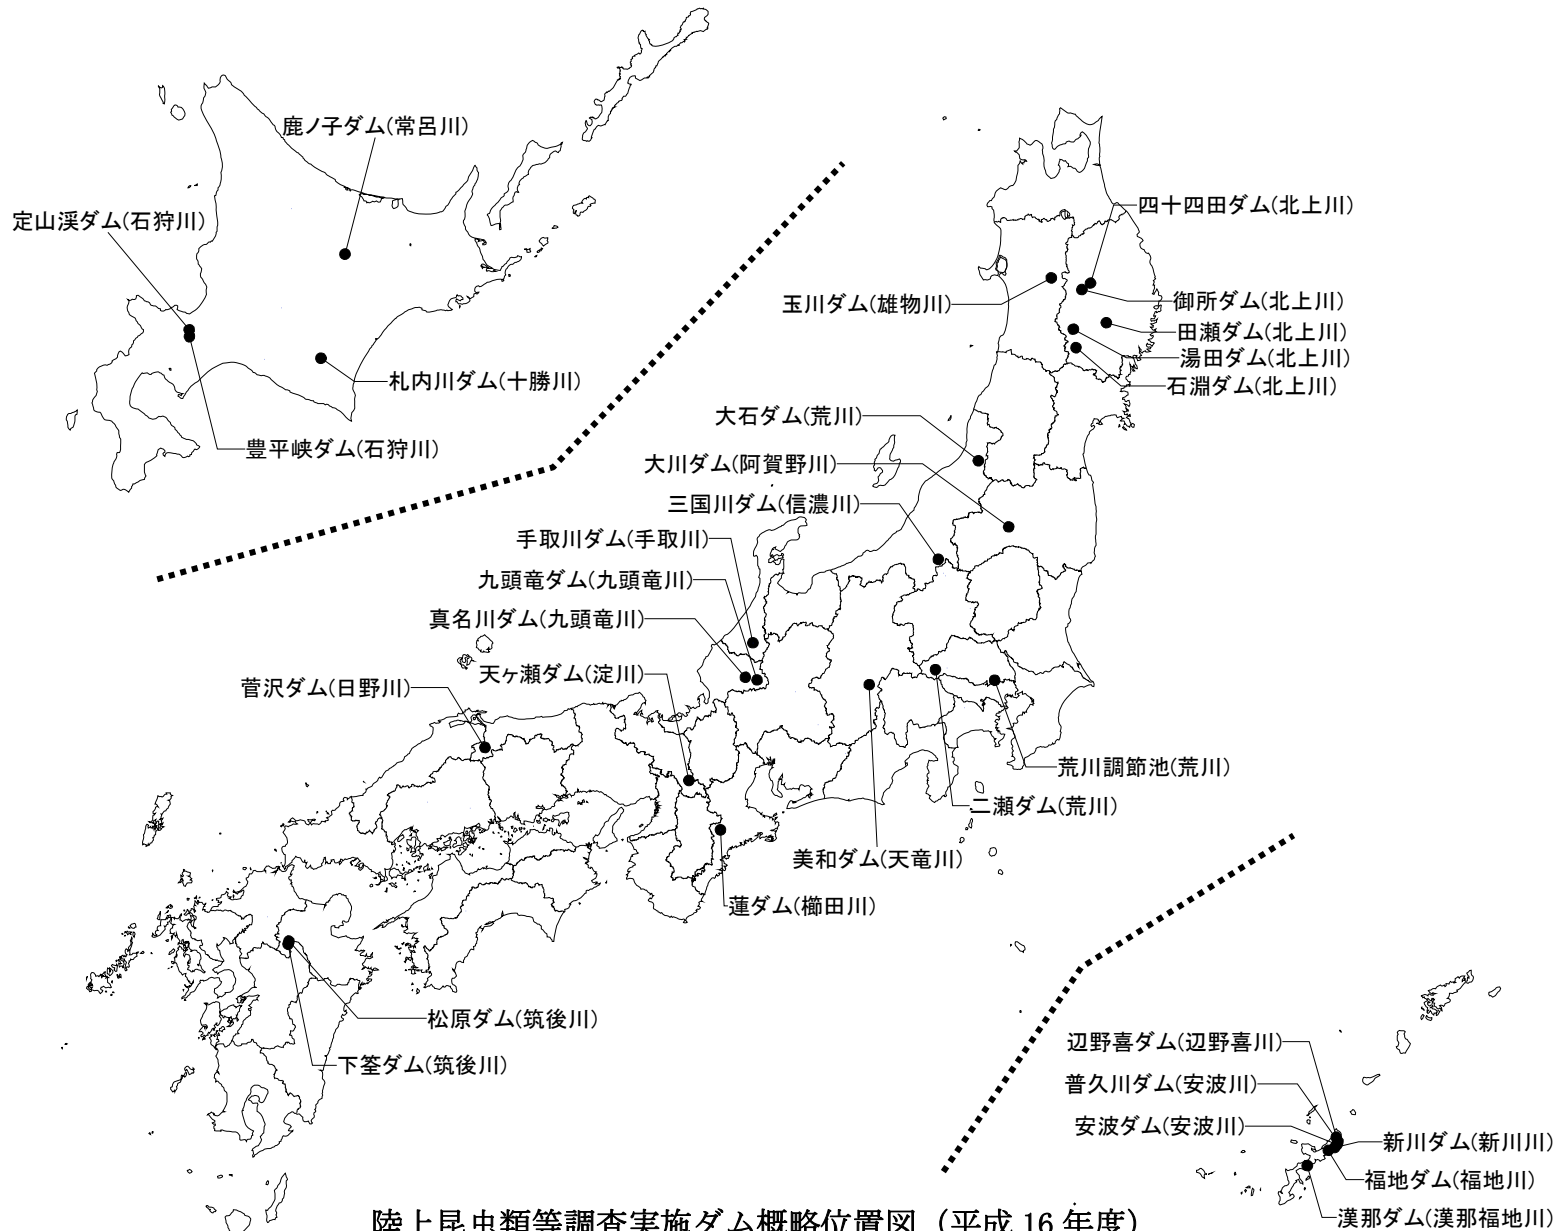 鹿ノ子ダム(常呂川)
定山渓ダム(石狩川)
札内川ダム(十勝川)
豊平峡ダム(石狩川)
四十四田ダム(北上川)
玉川ダム(雄物川)
御所ダム(北上川)
田瀬ダム(北上川)
湯田ダム(北上川)
石淵ダム(北上川)
大石ダム(荒川)
大川ダム(阿賀野川)
三国川ダム(信濃川)
手取川ダム(手取川)
九頭竜ダム(九頭竜川)
真名川ダム(九頭竜川)
天ヶ瀬ダム(淀川)
菅沢ダム(日野川)
荒川調節池(荒川)
二瀬ダム(荒川)
美和ダム(天竜川)
蓮ダム(櫛田川)
松原ダム(筑後川)
下筌ダム(筑後川)
辺野喜ダム(辺野喜川)
普久川ダム(安波川)
安波ダム(安波川)
新川ダム(新川川)
福地ダム(福地川)
漢那ダム(漢那福地川)
陸上昆虫類等調査実施ダム概略位置図（平成 16 年度）